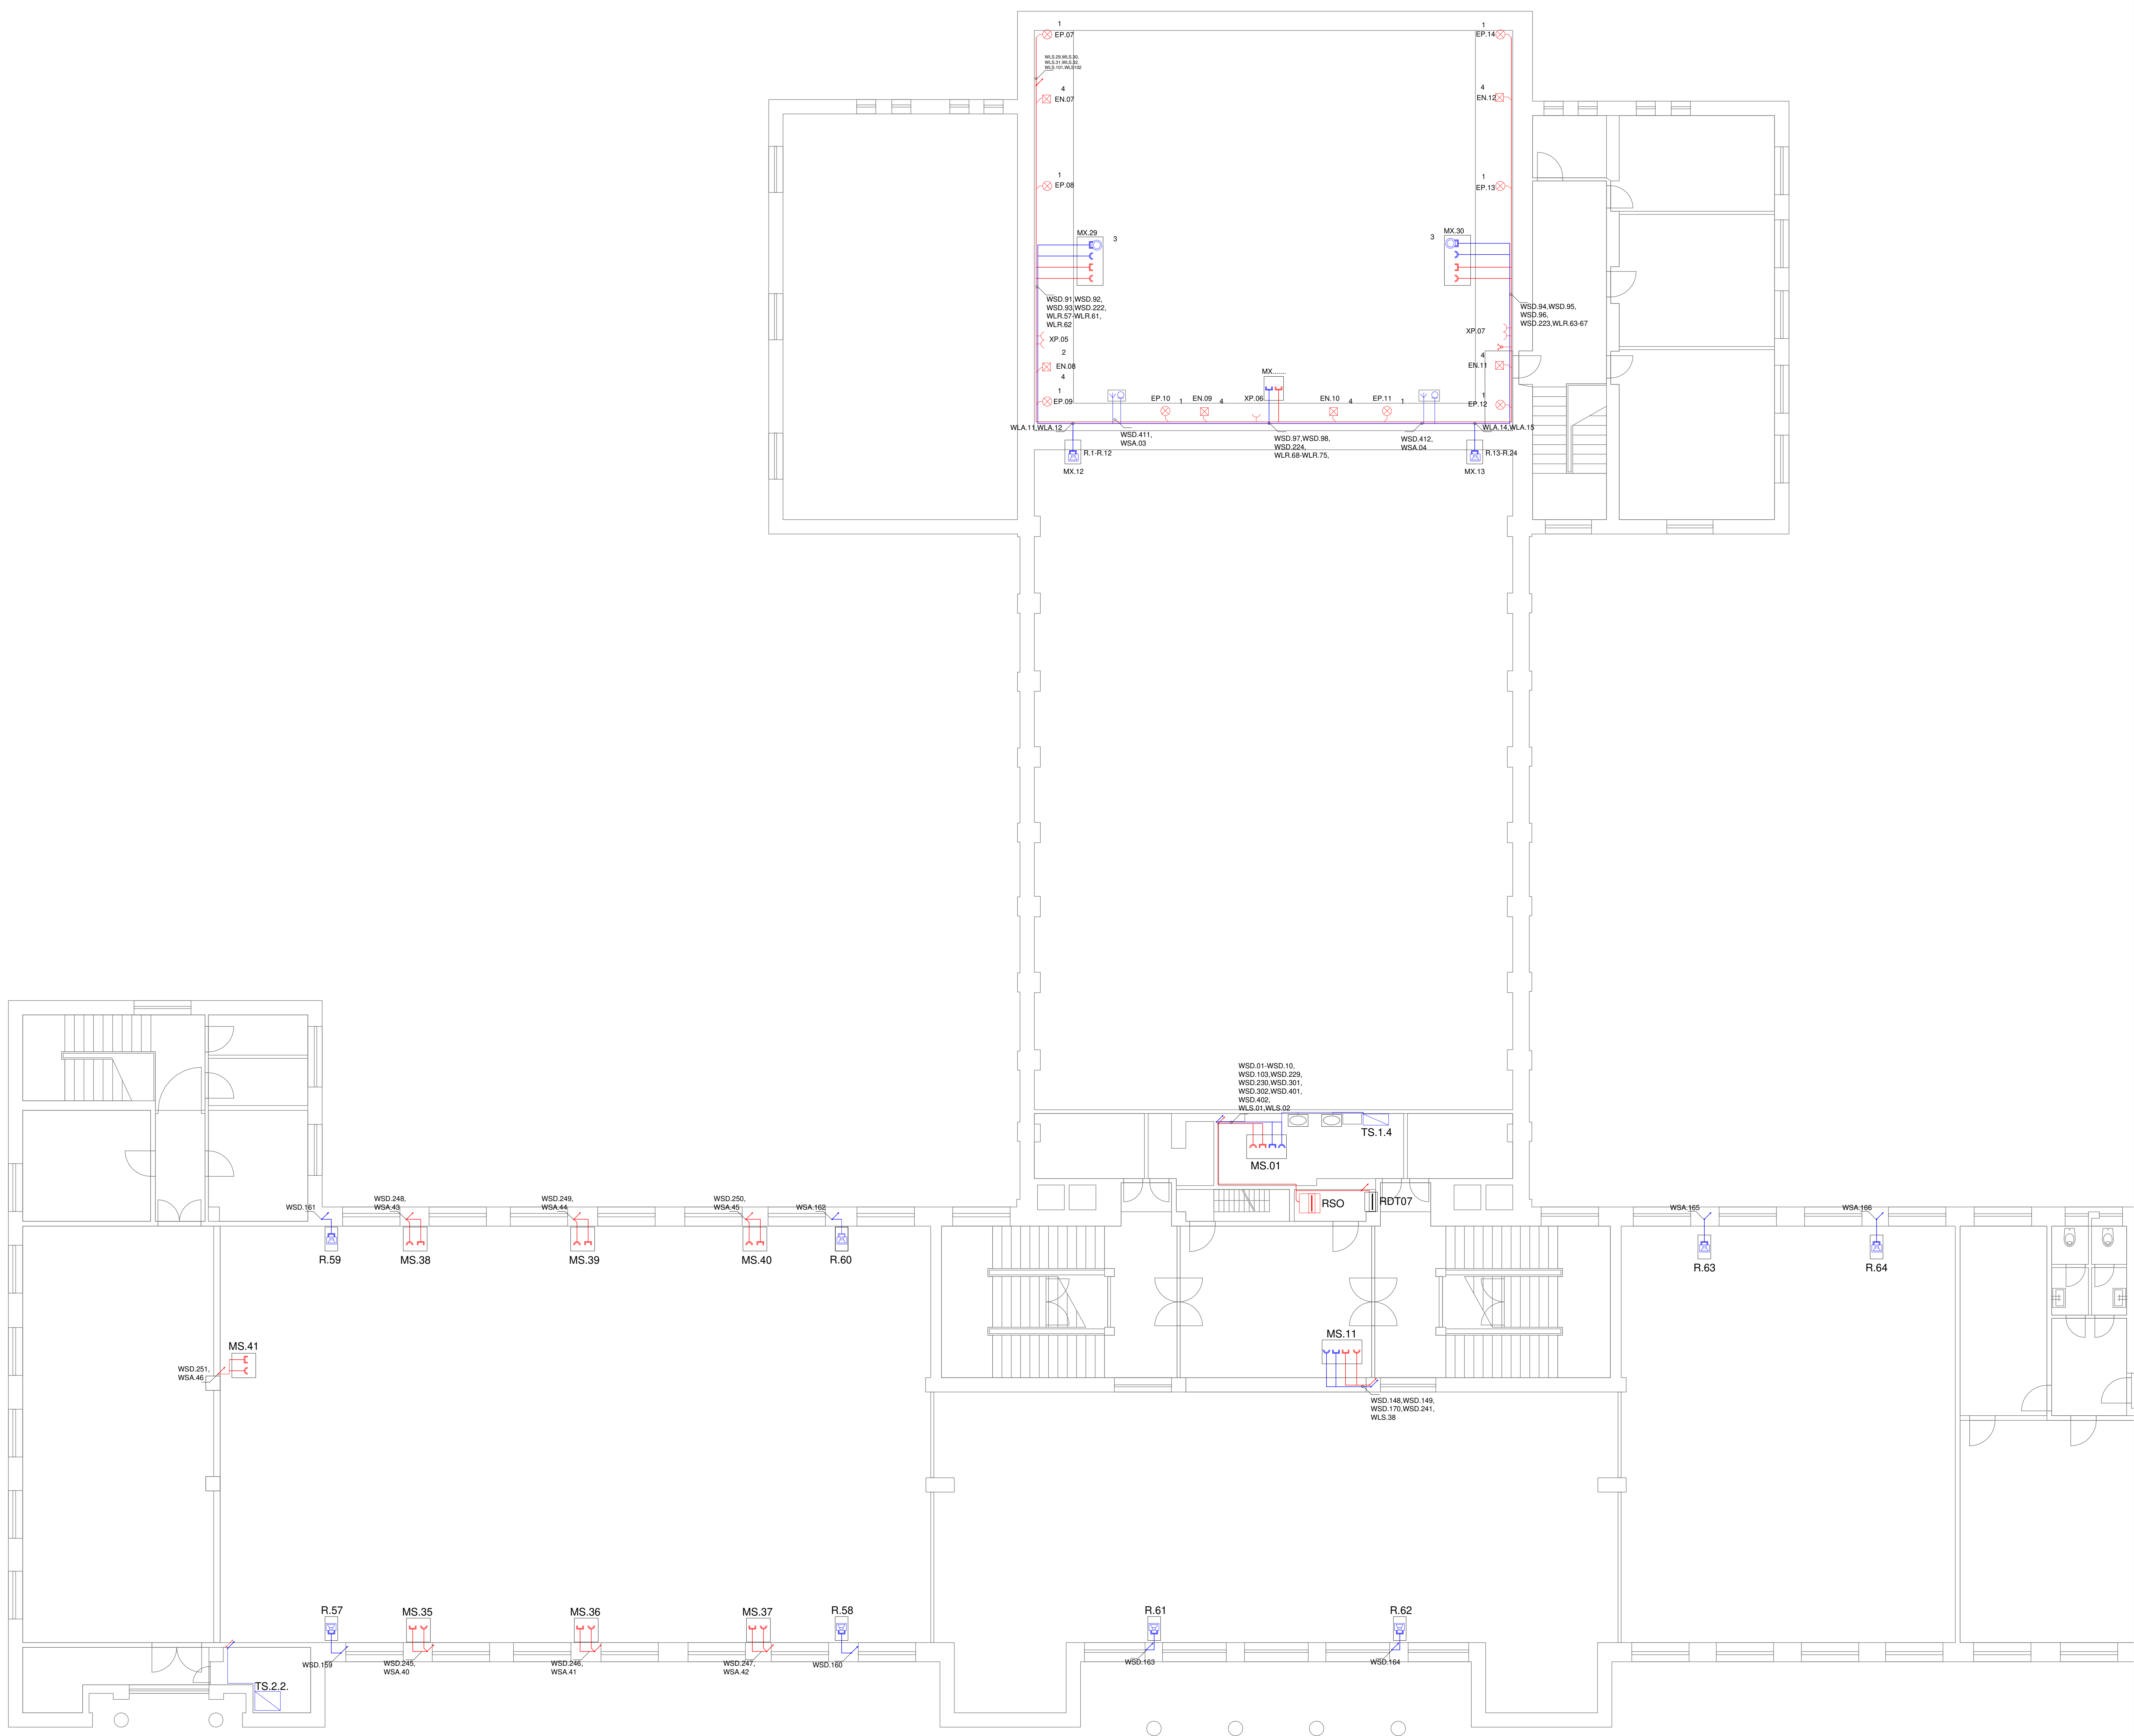 1
EP.07
1
EP.14
WLS.29,WLS.30,
WLS.31,WLS.32,
WLS.101,WLS102
4
EN.07
4
EN.12
1
EP.08
1
EP.13
MX.29
3
MX.30
3
WSD.91,WSD.92,
WSD.93,WSD.222,
WLR.57-WLR.61,
WLR.62
WSD.94,WSD.95,
WSD.96,
WSD.223,WLR.63-67
XP.05
XP.07
2
EN.08
4
4
EN.11
1
EP.09
1
EP.12
MX.......
EP.10
1
EN.09
4
XP.06
EN.10
4
EP.11
1
WLA.11,WLA.12
WSD.411,
WSA.03
WSD.97,WSD.98,
WSD.224,
WLR.68-WLR.75,
WSD.412,
WSA.04
WLA.14,WLA.15
R.1-R.12
MX.12
R.13-R.24
MX.13
WSD.01-WSD.10,
WSD.103,WSD.229,
WSD.230,WSD.301,
WSD.302,WSD.401,
WSD.402,
WLS.01,WLS.02
TS.1.4
MS.01
RSO
RDT07
WSD.161
WSD.248,
WSA.43
WSD.249,
WSA.44
WSD.250,
WSA.45
WSA.162
WSA.165
WSA.166
R.59
MS.38
MS.39
MS.40
R.60
R.63
R.64
MS.41
WSD.251,
WSA.46
MS.11
WSD.148,WSD.149,
WSD.170,WSD.241,
WLS.38
R.57
MS.35
MS.36
MS.37
R.58
R.61
R.62
WSD.159
WSD.245,
WSA.40
WSD.246,
WSA.41
WSD.247,
WSA.42
WSD.160
WSD.163
WSD.164
TS.2.2.